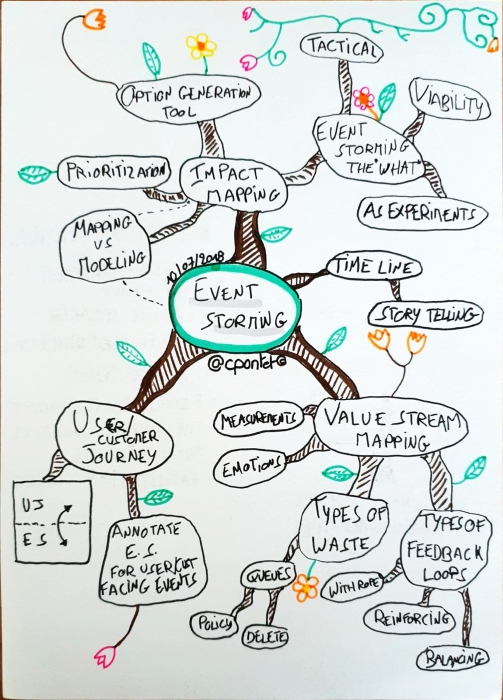 TACTICAL
OPTION GENERATION
TOOL
VIABILITY
EVENT
STORMING
THE "WHAT"
PRIORITIZATION
IMPACT
MAPPING
AS EXPERIMENTS
MAPPING
VS
MODELING
10/07/2018
TIME LINE
EVENT
STORMING
STORY TELLING
@cpontet
USER/
CUSTOMER
JOURNEY
MEASUREMENTS
VALUE STREAM
MAPPING
EMOTIONS
UJ
ES
ANNOTATE
E.S.
FOR USER/CUST
FACING EVENTS
TYPES OF
WASTE
TYPES OF
FEEDBACK
LOOPS
QUEUES
WITH ROPE
POLICY
DELETE
REINFORCING
BALANCING